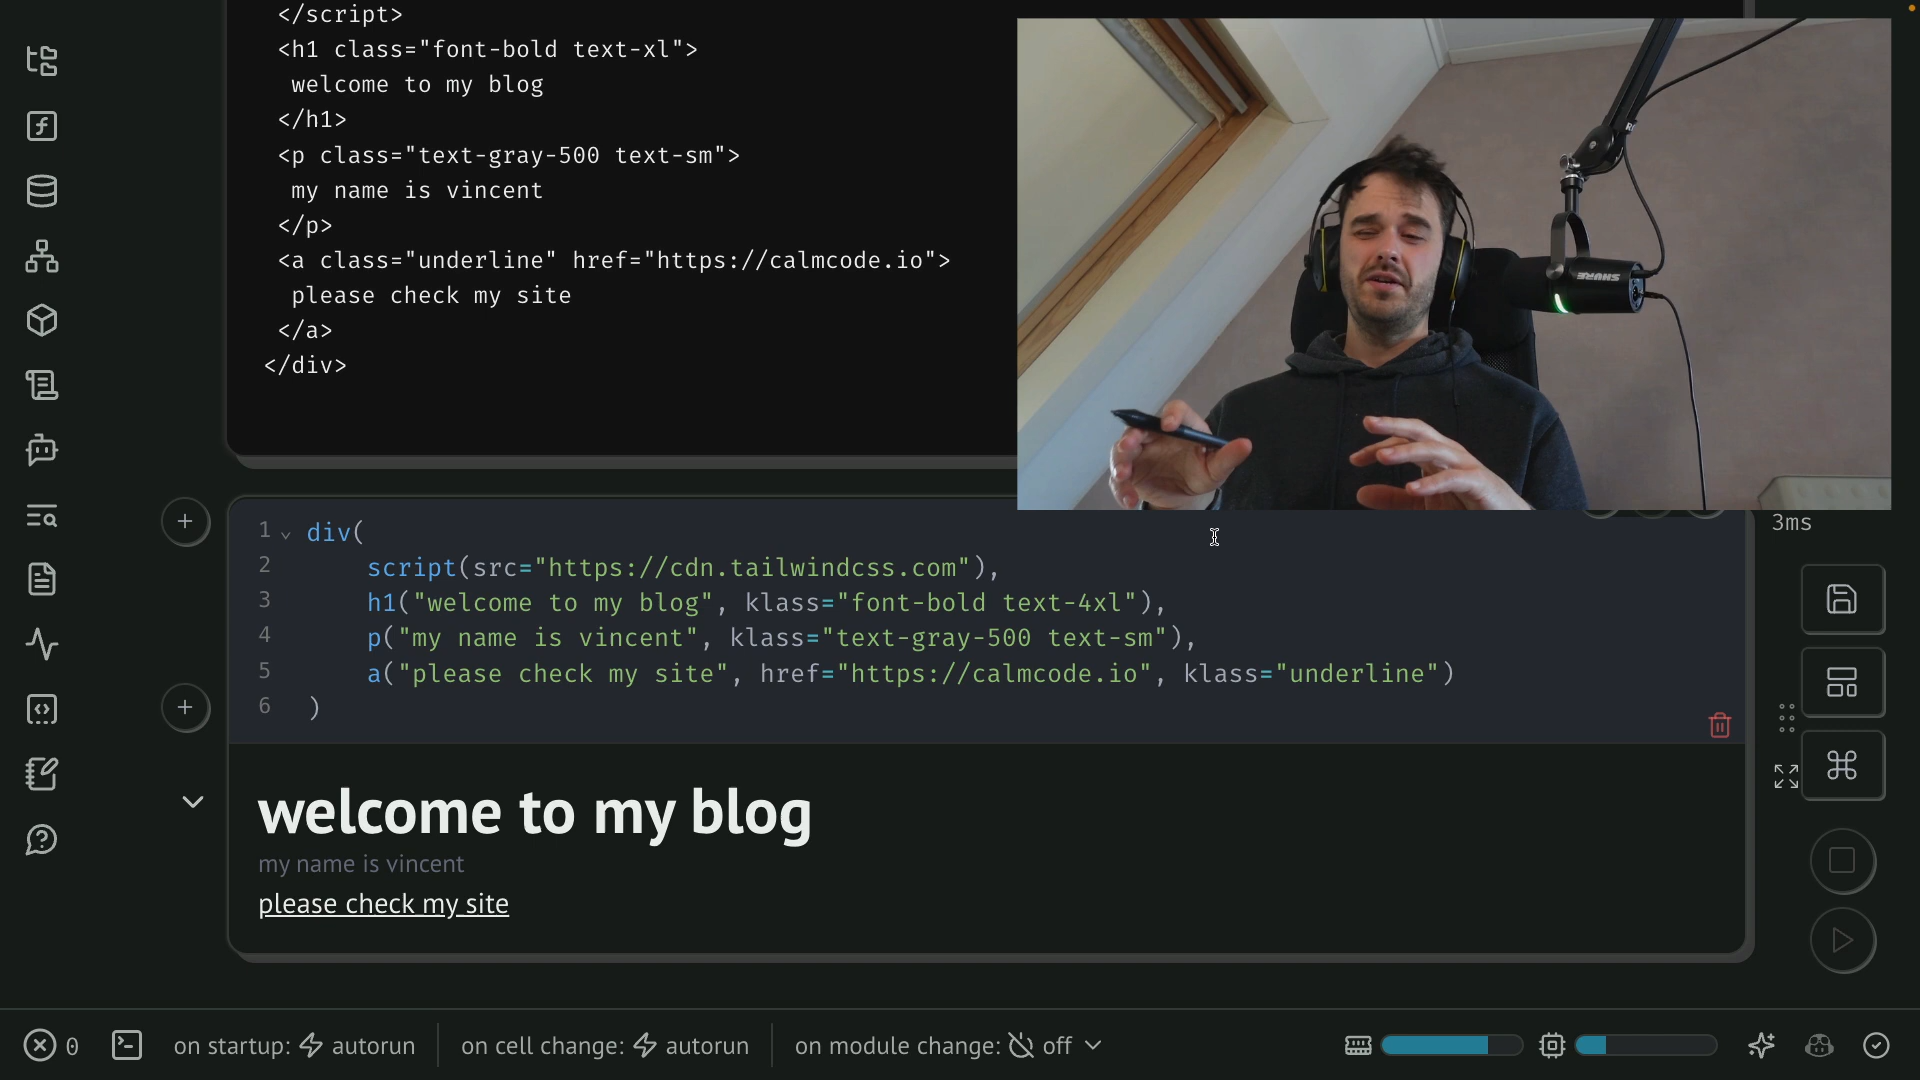 </script>
<h1 class="font-bold text-xl">
welcome to my blog
</h1>
<p class="text-gray-500 text-sm">
my name is vincent
</p>
<a class="underline" href="https://calmcode.io">
please check my site
</a>
</div>
SHURE
3ms
1 div(
2 script(src="https://cdn.tailwindcss.com"),
3 h1("welcome to my blog", klass="font-bold text-4xl"),
4 p("my name is vincent", klass="text-gray-500 text-sm"),
5 a("please check my site", href="https://calmcode.io", klass="underline")
6 )
welcome to my blog
my name is vincent
please check my site
0 on startup: autorun on cell change: autorun on module change: off